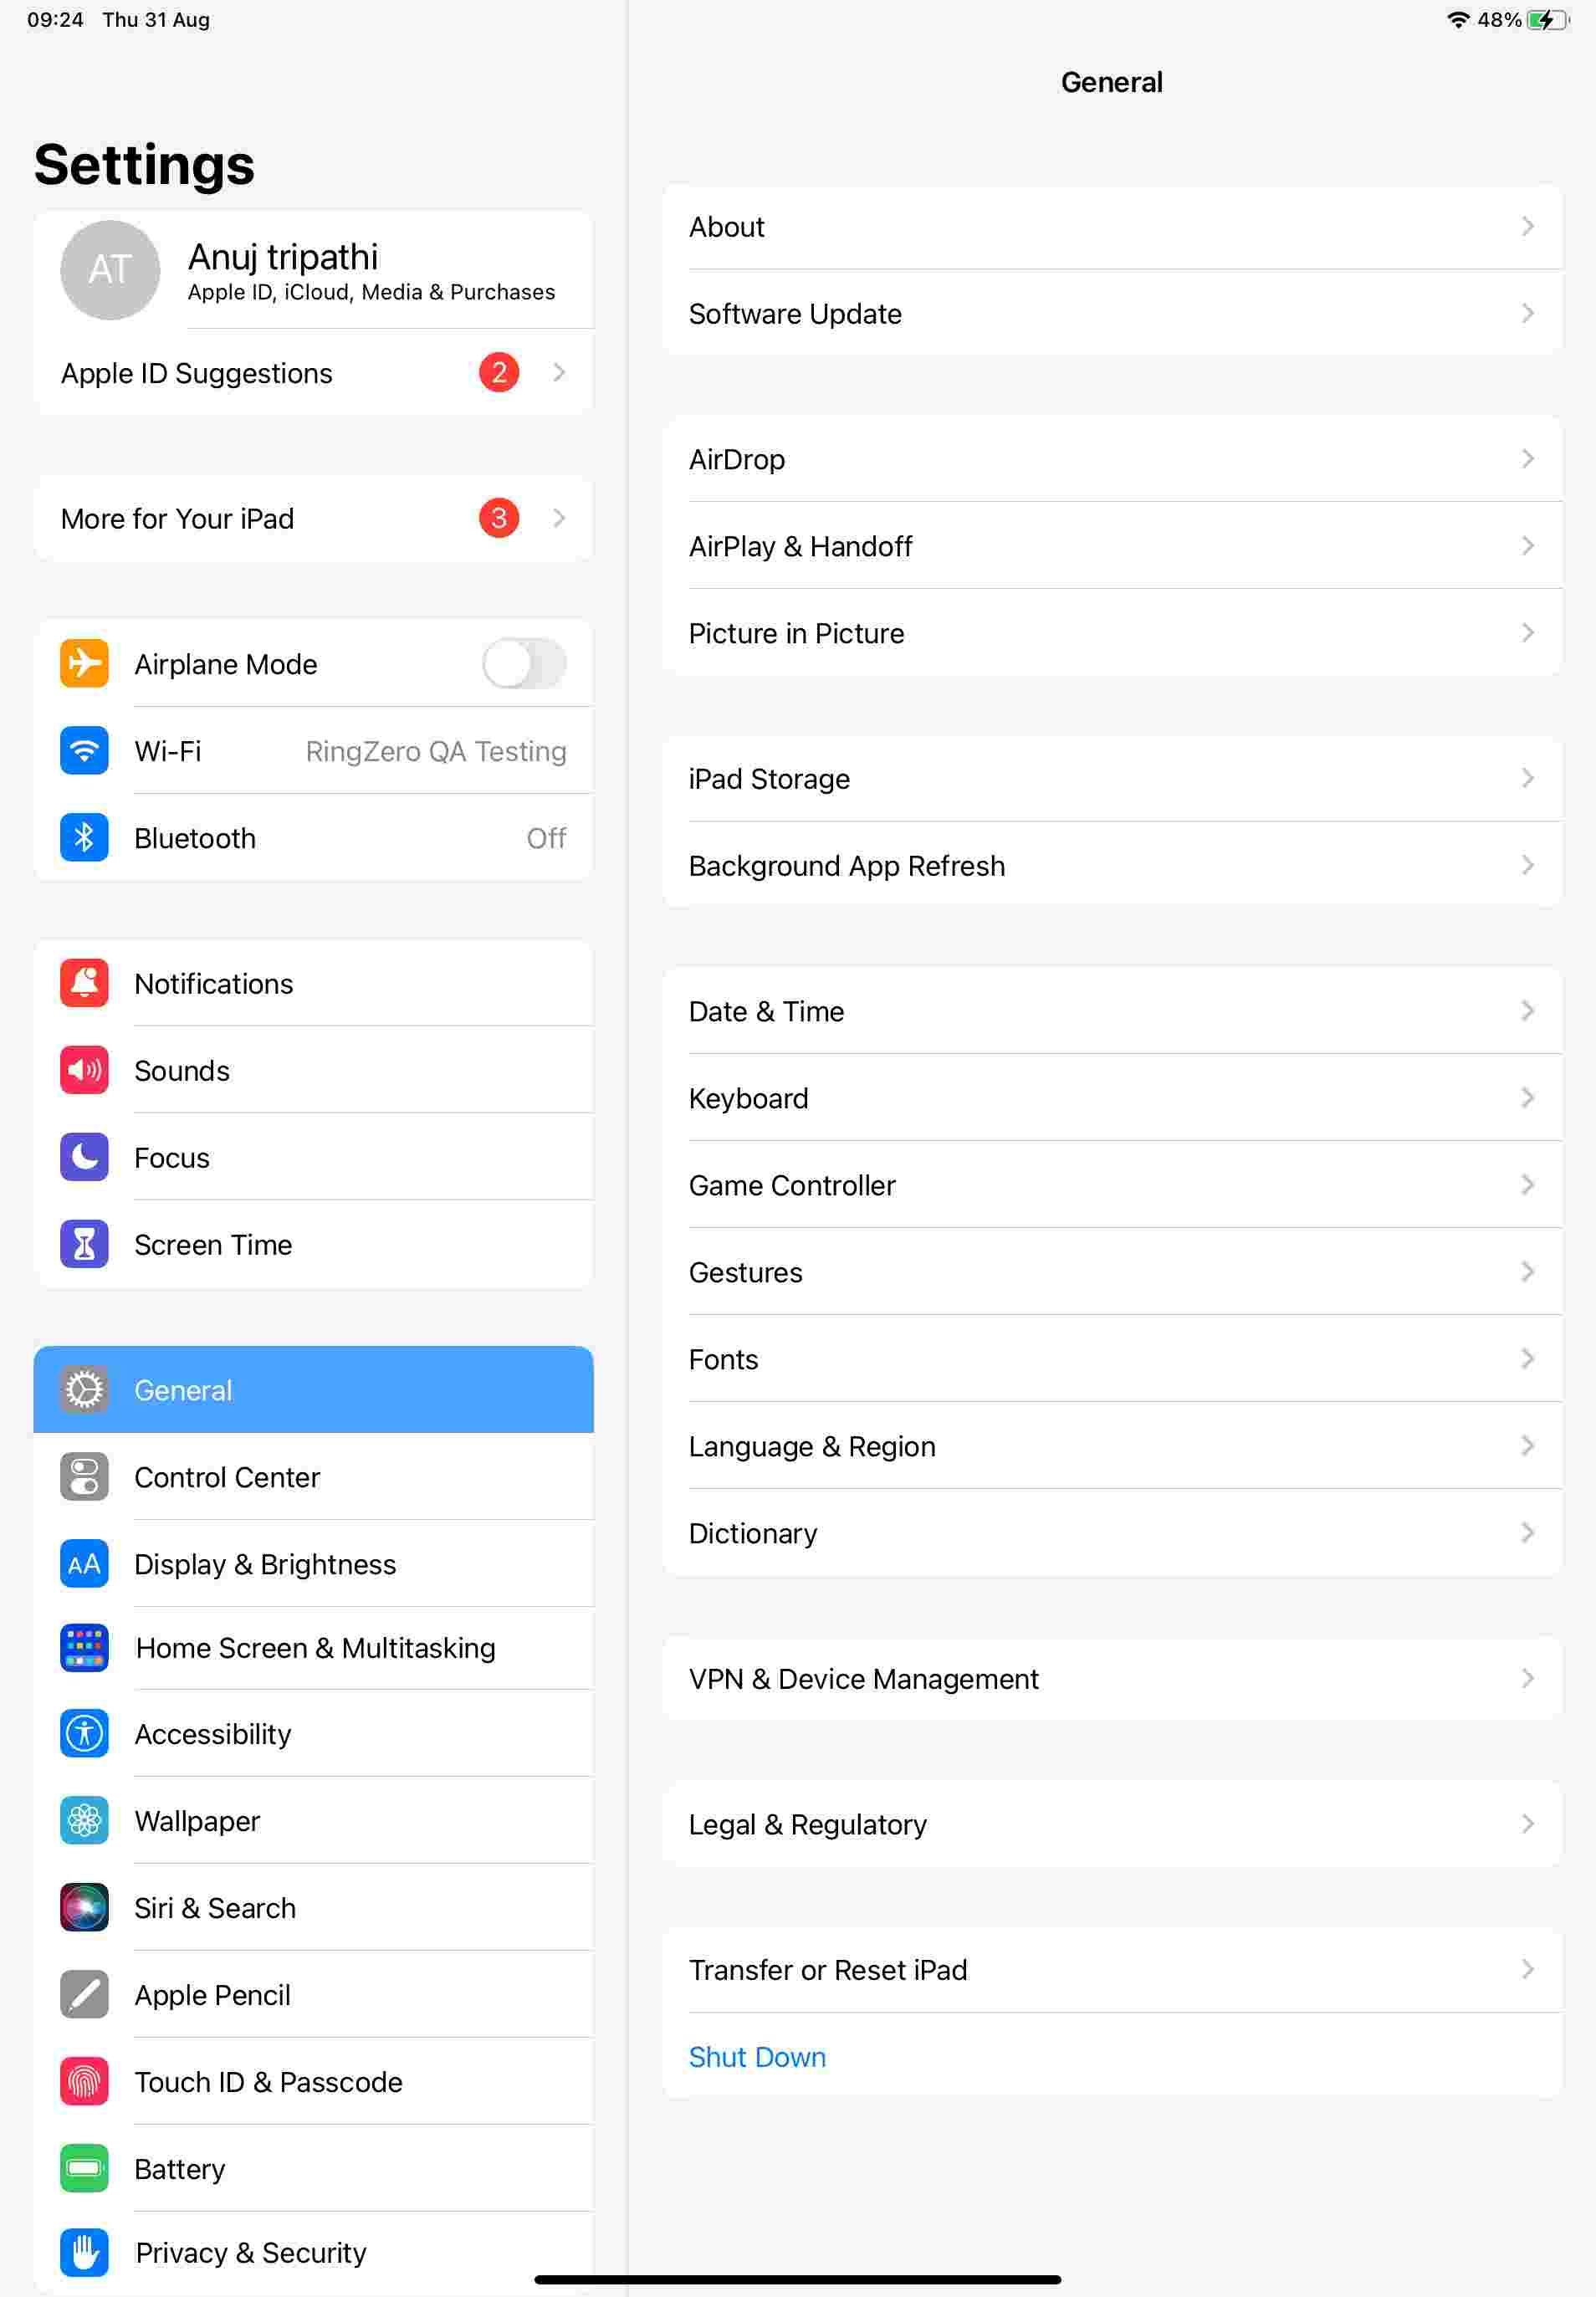 09:24 Thu 31 Aug
48%
Settings
AT
Anuj tripathi
Apple ID, iCloud, Media & Purchases
Apple ID Suggestions 2
More for Your iPad 3
Airplane Mode
Wi-Fi RingZero QA Testing
Bluetooth Off
Notifications
Sounds
Focus
Screen Time
General
Control Center
AA Display & Brightness
Home Screen & Multitasking
Accessibility
Wallpaper
Siri & Search
Apple Pencil
Touch ID & Passcode
Battery
Privacy & Security
General
About
Software Update
AirDrop
AirPlay & Handoff
Picture in Picture
iPad Storage
Background App Refresh
Date & Time
Keyboard
Game Controller
Gestures
Fonts
Language & Region
Dictionary
VPN & Device Management
Legal & Regulatory
Transfer or Reset iPad
Shut Down